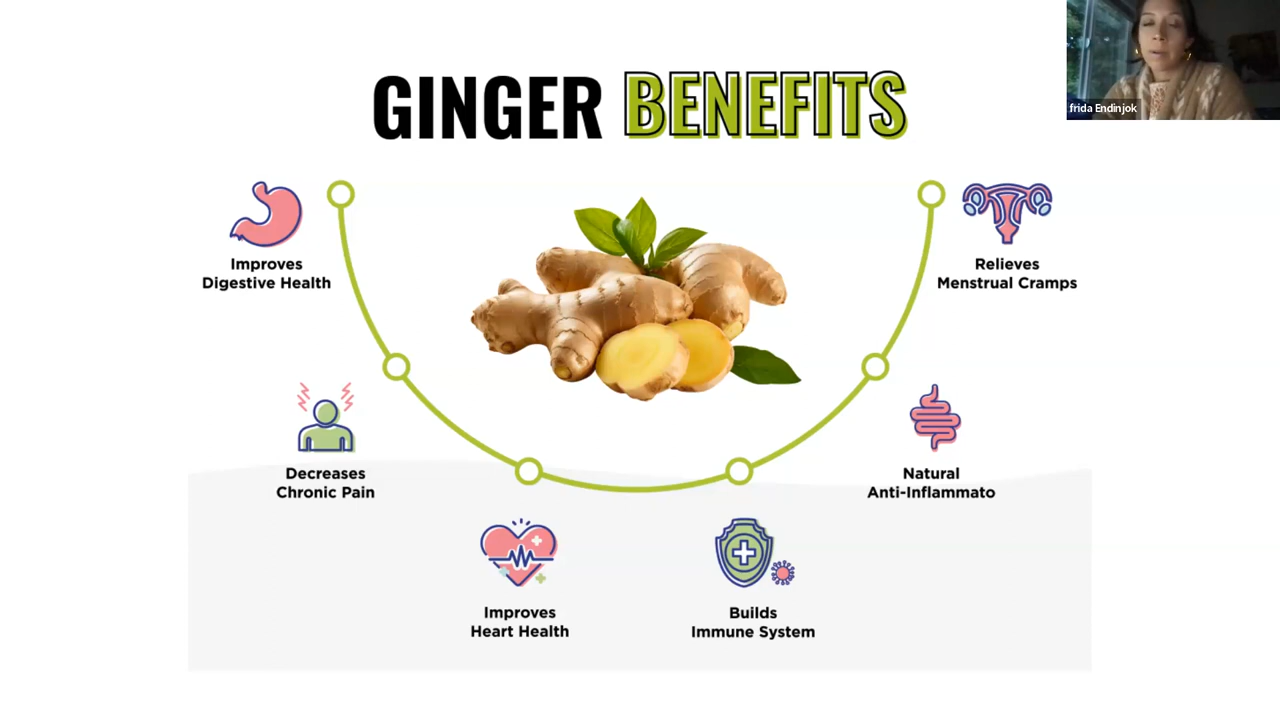 GINGER BENEFITS
frida Endinjok
Improves
Digestive Health
Relieves
Menstrual Cramps
Decreases
Chronic Pain
Natural
Anti-Inflammato
Improves
Heart Health
Builds
Immune System